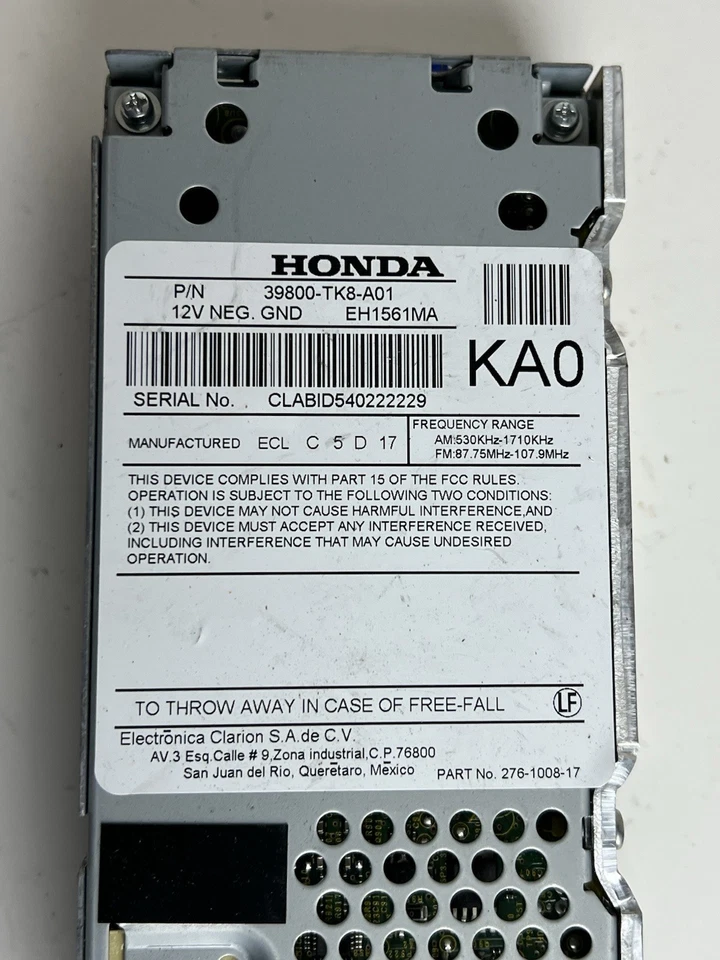 HONDA
P/N 39800-TK8-A01
12V NEG. GND EH1561MA
KA0
SERIAL No. CLABID540222229
MANUFACTURED ECL C 5 D 17
FREQUENCY RANGE
AM:530KHz-1710KHz
FM:87.75MHz-107.9MHz
THIS DEVICE COMPLIES WITH PART 15 OF THE FCC RULES.
OPERATION IS SUBJECT TO THE FOLLOWING TWO CONDITIONS:
(1) THIS DEVICE MAY NOT CAUSE HARMFUL INTERFERENCE,AND
(2) THIS DEVICE MUST ACCEPT ANY INTERFERENCE RECEIVED,
INCLUDING INTERFERENCE THAT MAY CAUSE UNDESIRED
OPERATION.
TO THROW AWAY IN CASE OF FREE-FALL LF
Electrōnica Clarion S.A.de C.V.
AV.3 Esq.Calle # 9,Zona industrial,C.P.76800
San Juan del Rio, Querētaro, Mēxico PART No. 276-1008-17